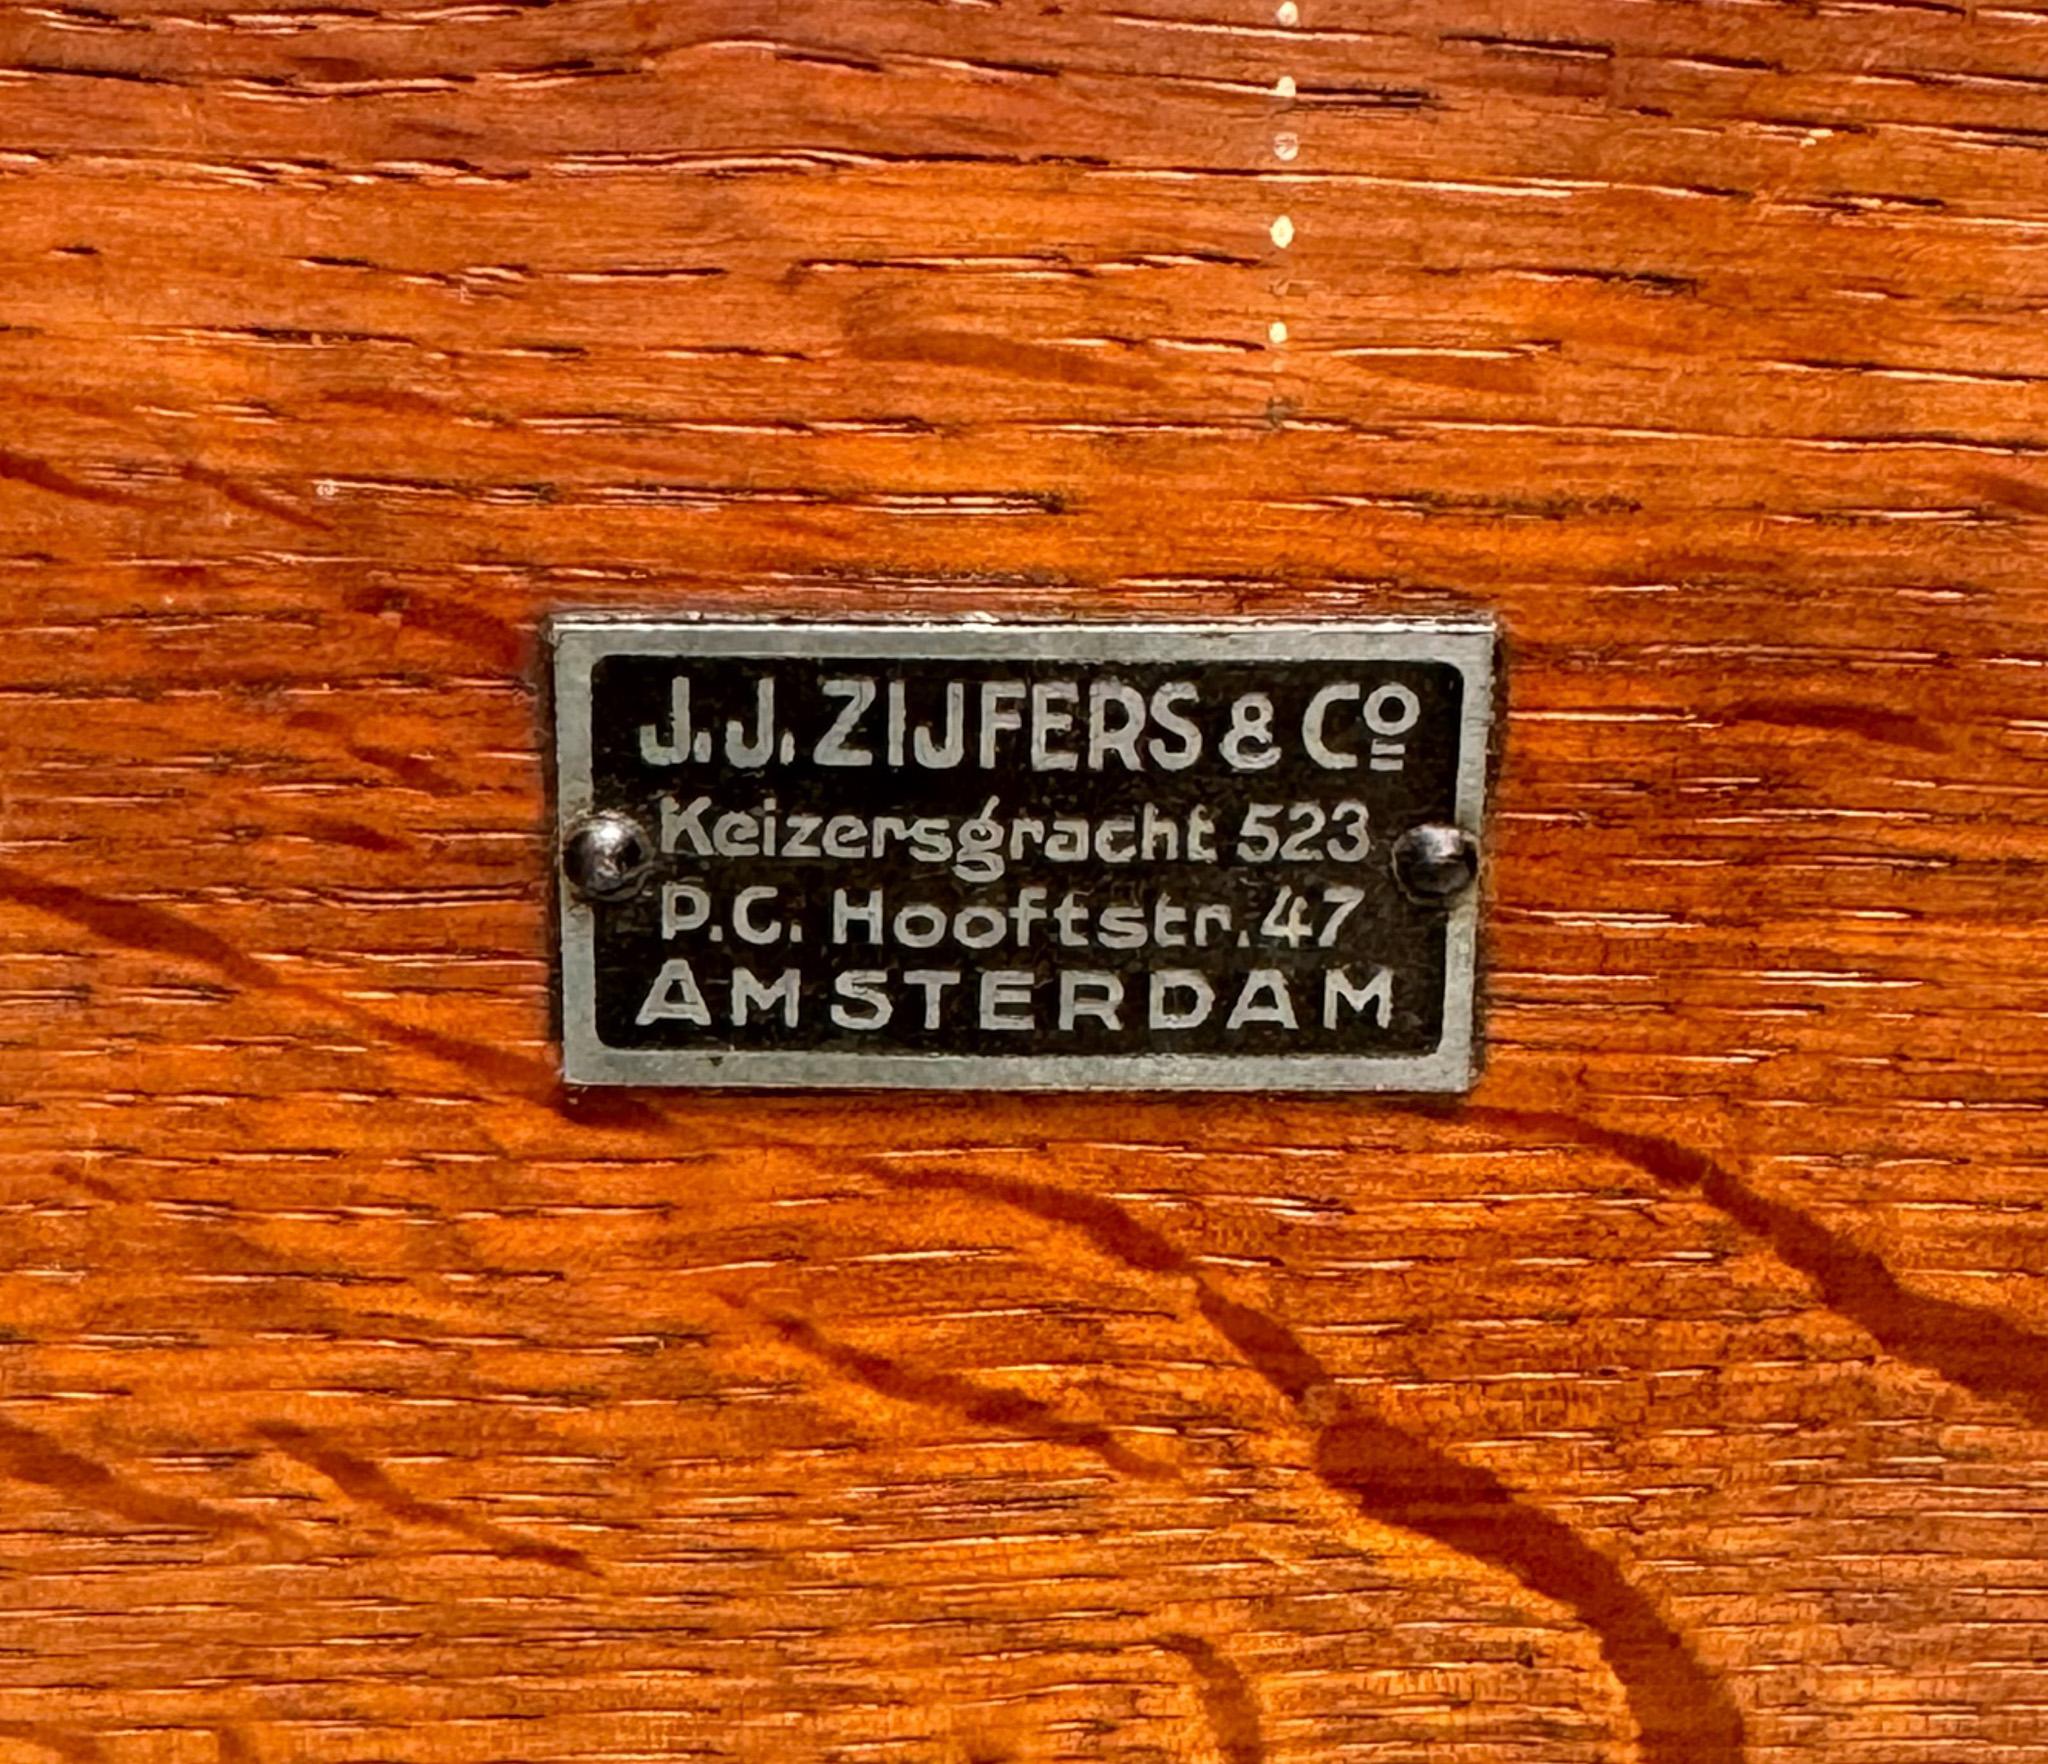 J.J. ZIJFERS & Cº
Keizersgracht 523
P.C. Hooftstr. 47
AMSTERDAM